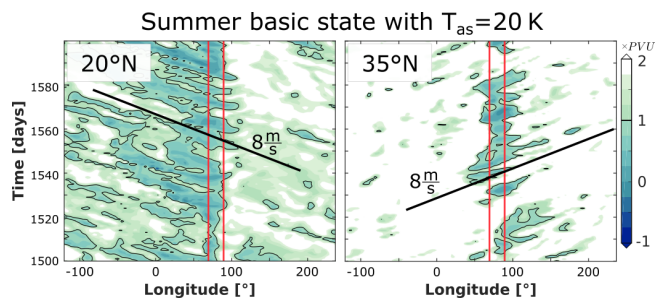 Summer basic state with Tas=20 K
×PVU
20°N
35°N
8 m/s
8 m/s
Time [days]
1580
1560
1540
1520
1500
-100
0
100
200
-100
0
100
200
2
1
0
-1
Longitude [°]
Longitude [°]